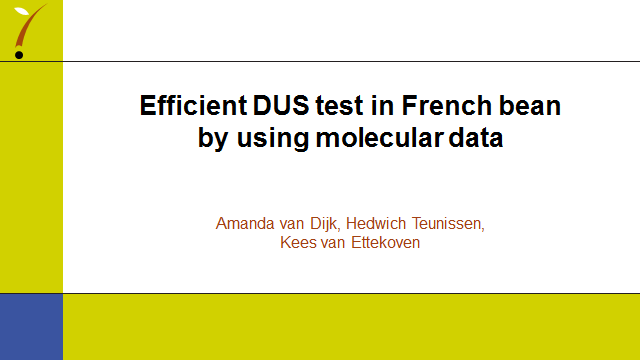 Efficient DUS test in French bean
by using molecular data
Amanda van Dijk, Hedwich Teunissen,
Kees van Ettekoven